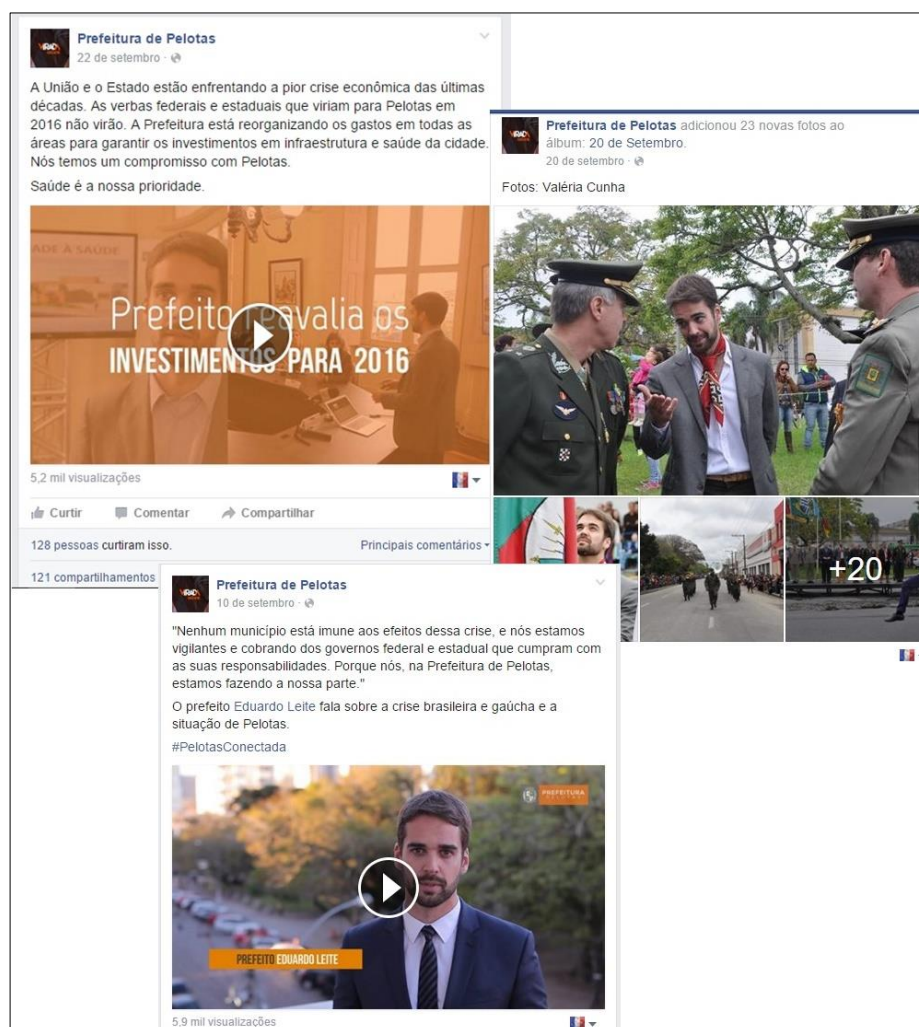 Prefeitura de Pelotas
22 de setembro ·
A União e o Estado estão enfrentando a pior crise econômica das últimas
décadas. As verbas federais e estaduais que viriam para Pelotas em
2016 não virão. A Prefeitura está reorganizando os gastos em todas as
áreas para garantir os investimentos em infraestrutura e saúde da cidade.
Nós temos um compromisso com Pelotas.
Saúde é a nossa prioridade.
ADE À SAÚDE
Prefeito reavalia os
INVESTIMENTOS PARA 2016
5,2 mil visualizações
Curtir Comentar Compartilhar
128 pessoas curtiram isso. Principais comentários
121 compartilhamentos
Prefeitura de Pelotas adicionou 23 novas fotos ao
álbum: 20 de Setembro.
20 de setembro ·
Fotos: Valéria Cunha
+20
Prefeitura de Pelotas
10 de setembro ·
"Nenhum município está imune aos efeitos dessa crise, e nós estamos
vigilantes e cobrando dos governos federal e estadual que cumpram com
as suas responsabilidades. Porque nós, na Prefeitura de Pelotas,
estamos fazendo a nossa parte."
O prefeito Eduardo Leite fala sobre a crise brasileira e gaúcha e a
situação de Pelotas.
#PelotasConectada
PREFEITURA
PELOTAS
PREFEITO EDUARDO LEITE
5,9 mil visualizações